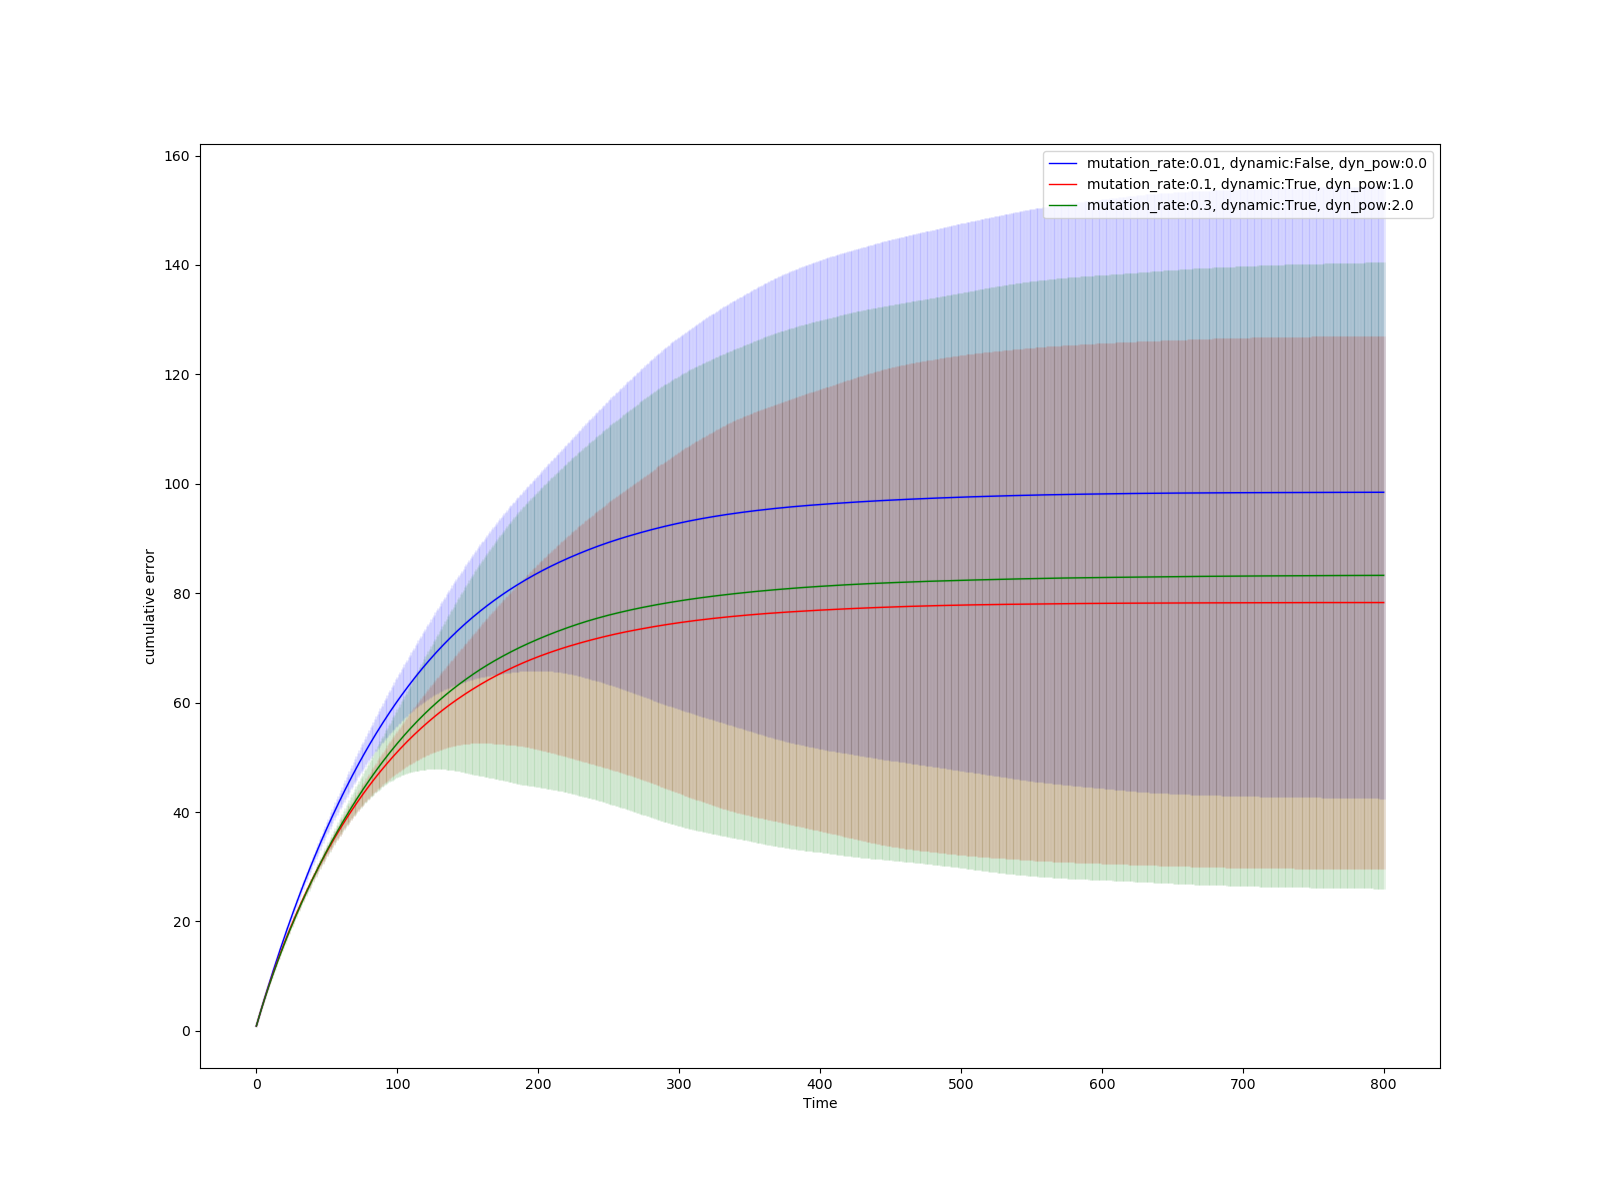 mutation_rate:0.01, dynamic:False, dyn_pow:0.0
mutation_rate:0.1, dynamic:True, dyn_pow:1.0
mutation_rate:0.3, dynamic:True, dyn_pow:2.0
160
140
120
100
80
60
40
20
0
cumulative error
0 100 200 300 400 500 600 700 800
Time